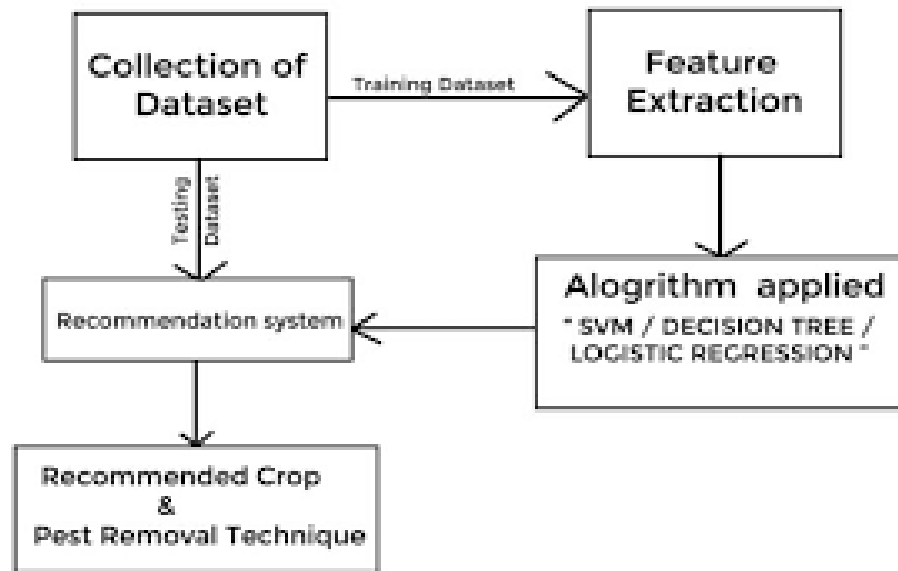 Collection of
Dataset
Training Dataset
Feature
Extraction
Testing
Dataset
Recommendation system
Alogrithm applied
" SVM / DECISION TREE /
LOGISTIC REGRESSION "
Recommended Crop
&
Pest Removal Technique